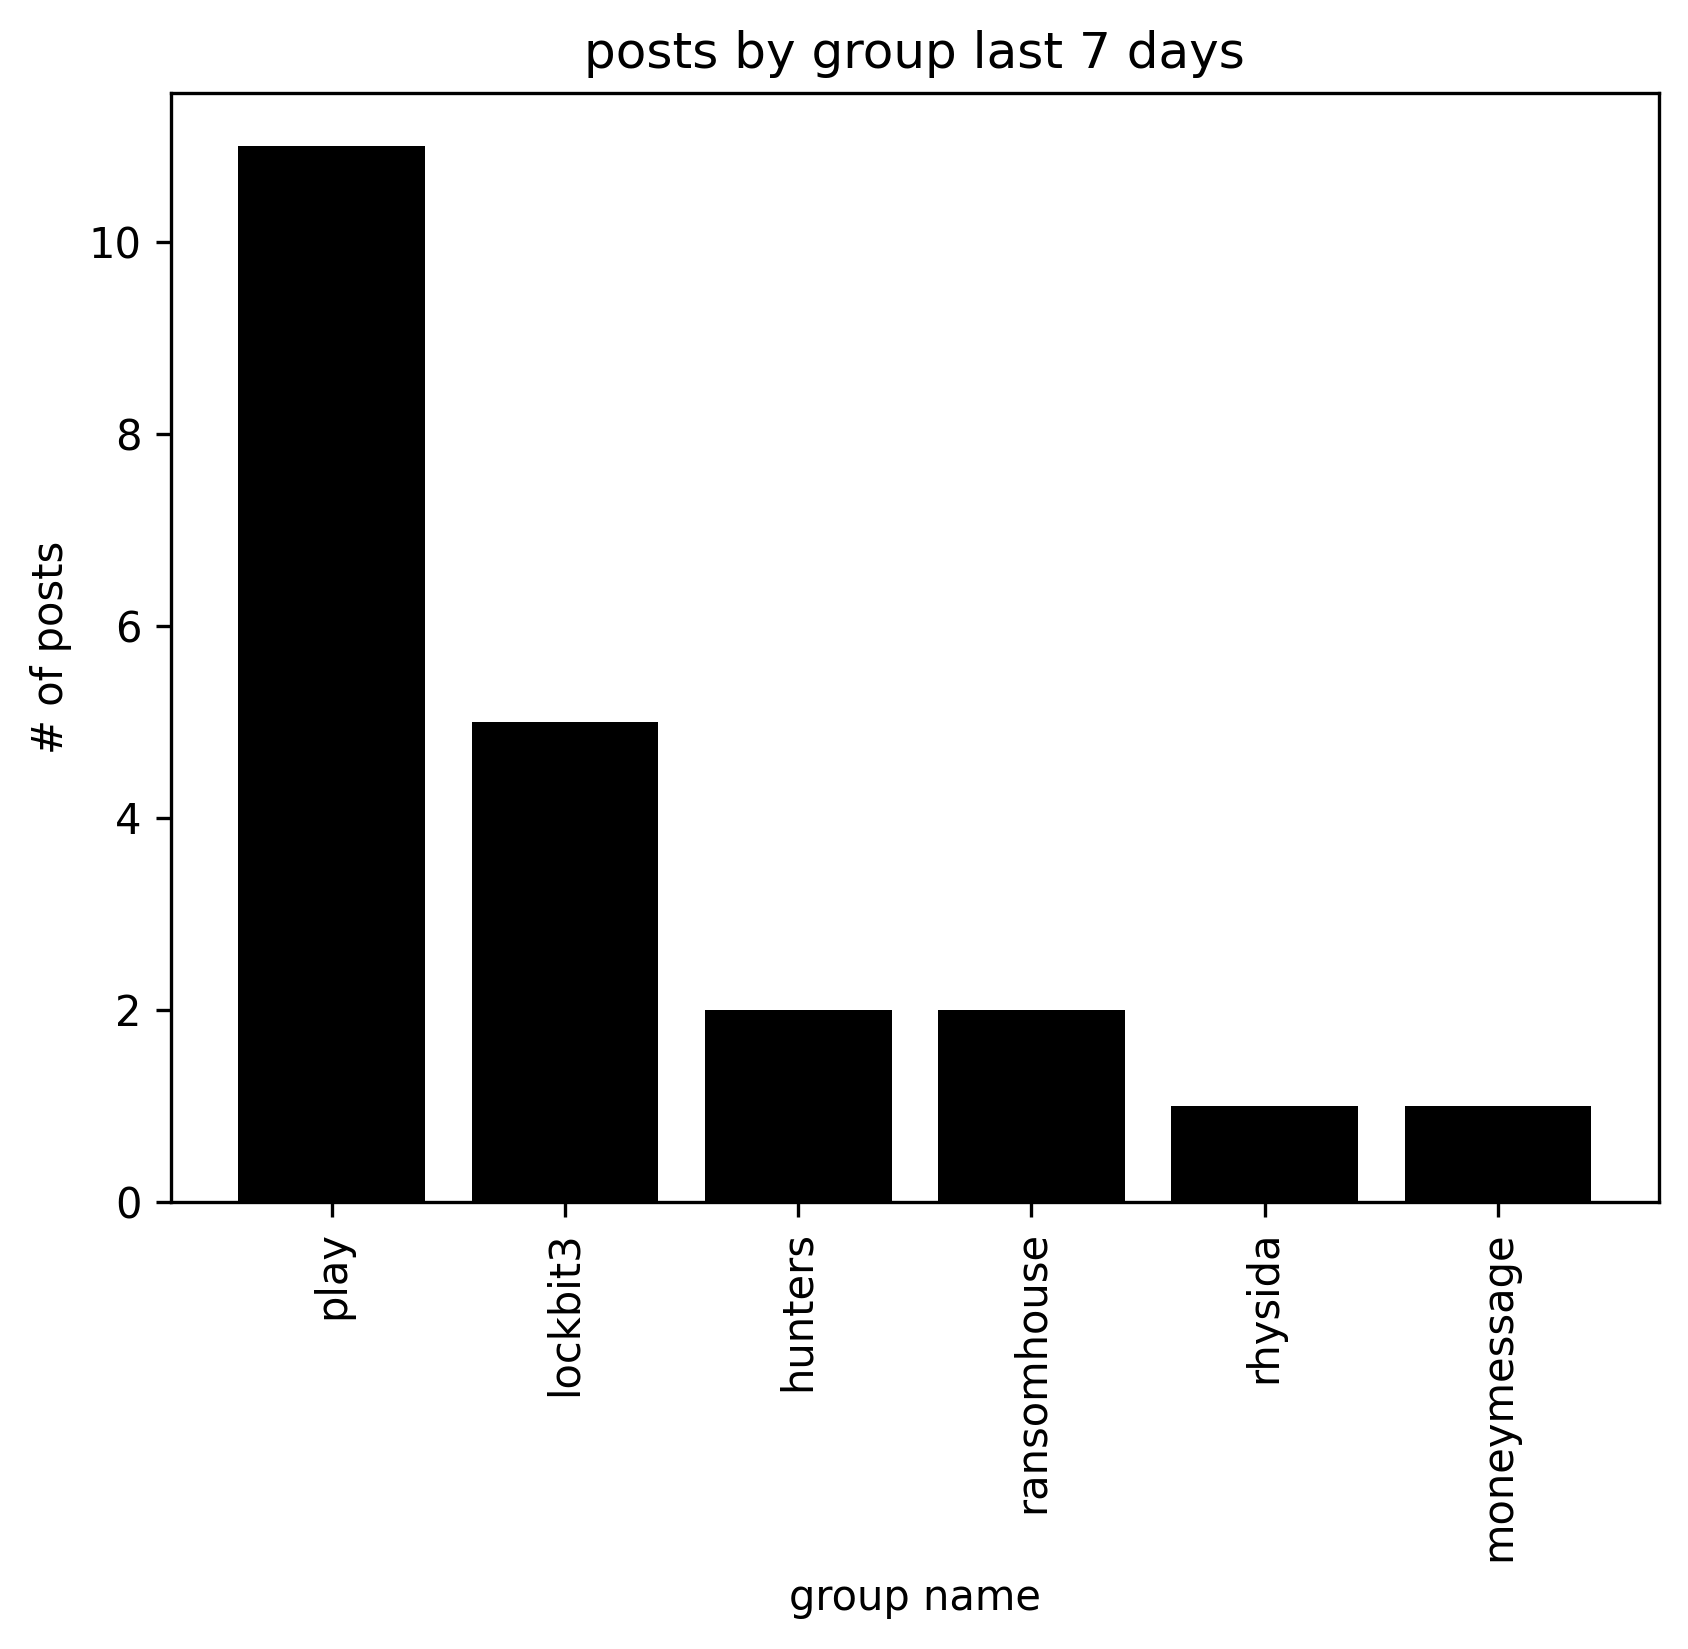 posts by group last 7 days
# of posts
10
8
6
4
2
0
play
lockbit3
hunters
ransomhouse
rhysida
moneymessage
group name